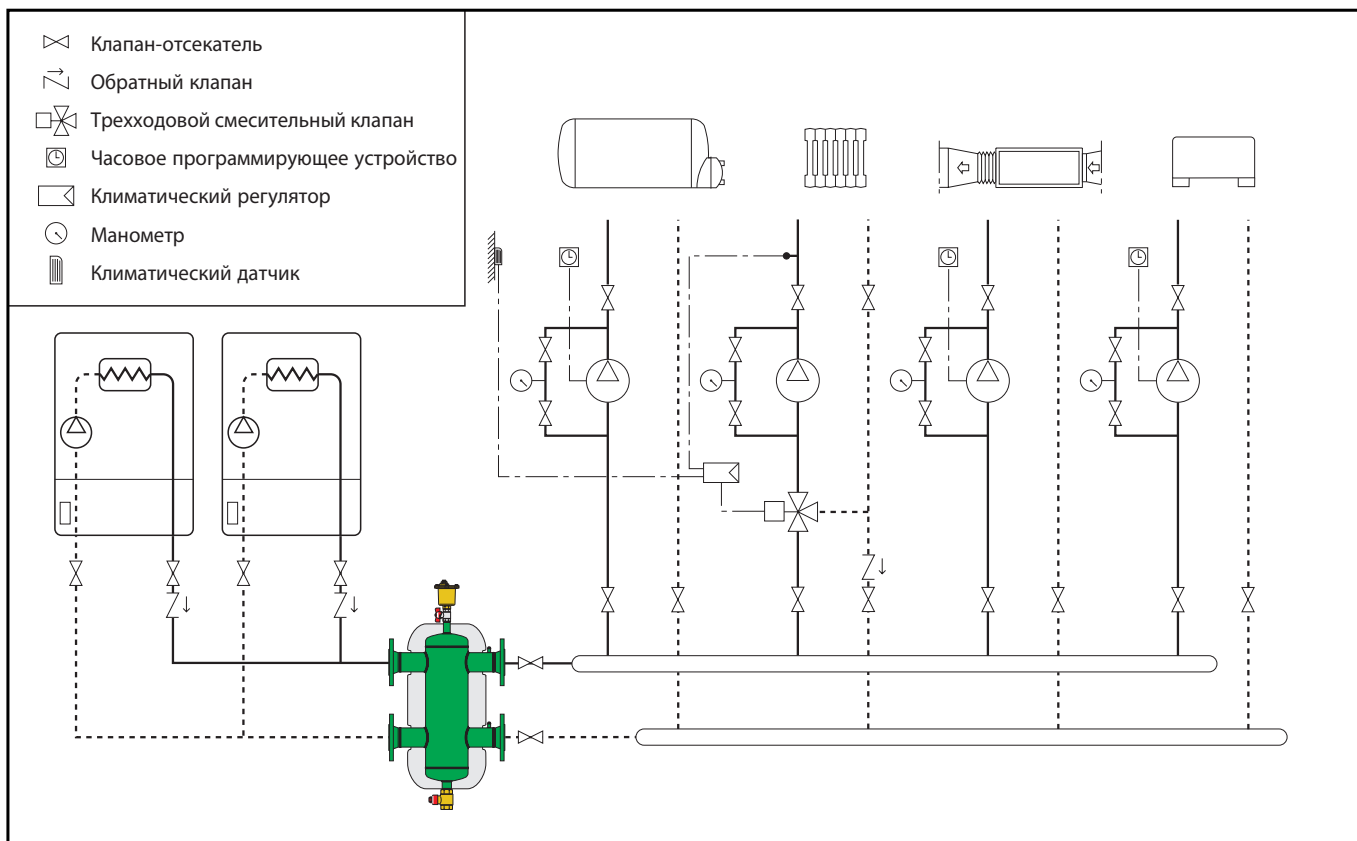 Клапан-отсекатель
Обратный клапан
Трехходовой смесительный клапан
Часовое программирующее устройство
Климатический регулятор
Манометр
Климатический датчик